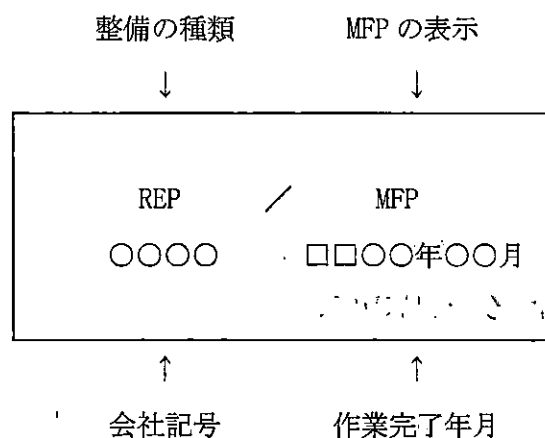 整備の種類 MFP の表示
↓ ↓
REP / MFP
○○○○ □□○○年○○月
↑ ↑
会社記号 作業完了年月